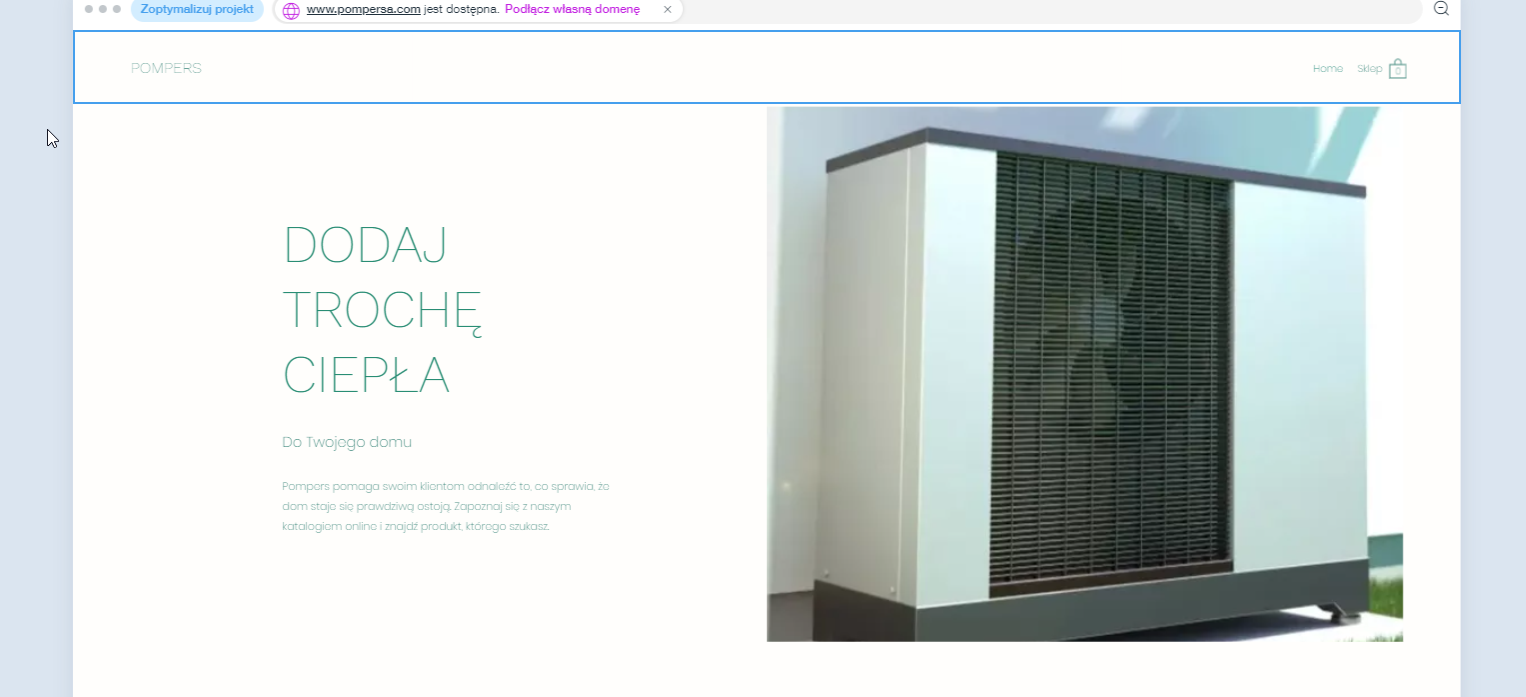 Zoptymalizuj projekt
www.pompersa.com jest dostępna. Podłącz własną domenę
POMPERS
Home Sklep 0
DODAJ
TROCHĘ
CIEPŁA
Do Twojego domu
Pompers pomaga swoim klientom odnaleźć to, co sprawia, że
dom staje się prawdziwą ostoją. Zapoznaj się z naszym
katalogiem online i znajdź produkt, którego szukasz.